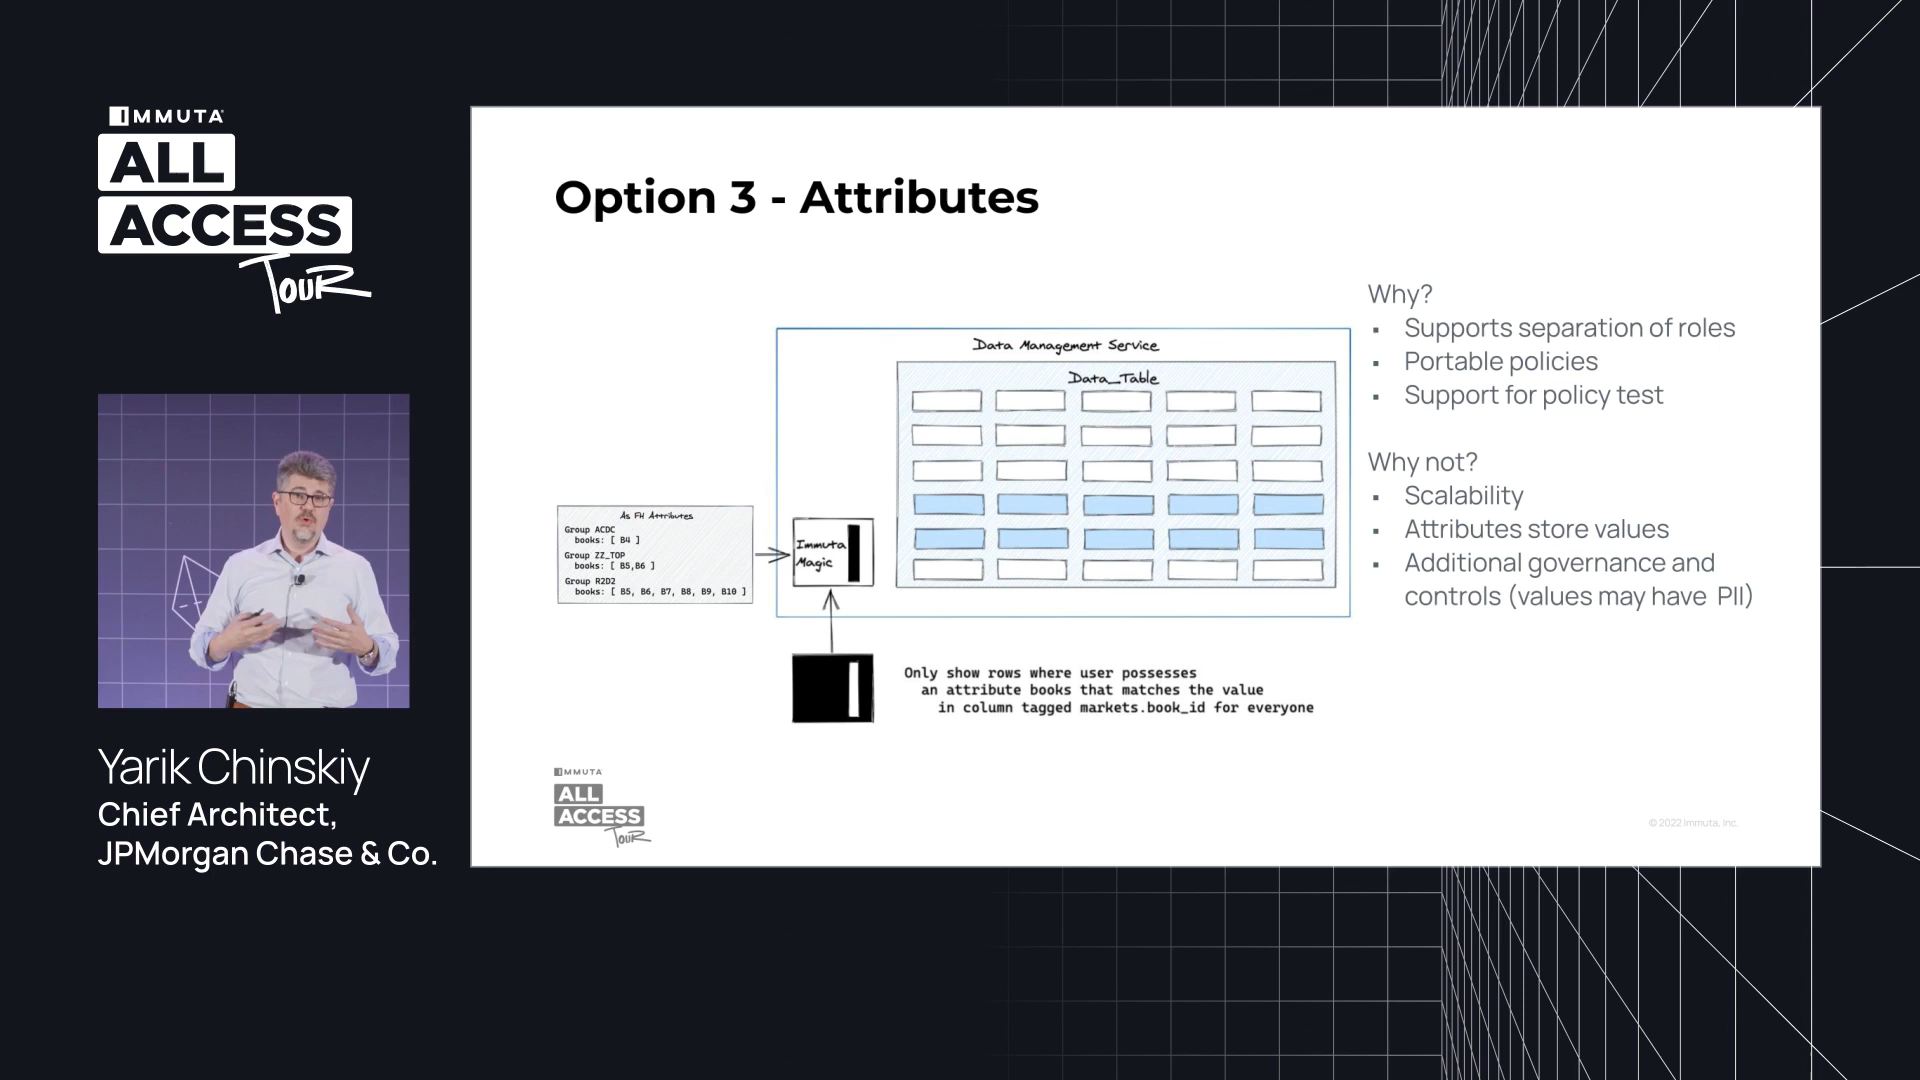 IMMUTA
ALL
ACCESS
TOUR
Yarik Chinskiy
Chief Architect,
JPMorgan Chase & Co.
Option 3 - Attributes
Data Management Service
Data_Table
As FH Attributes
Group ACDC
books: [ B4 ]
Group ZZ_TOP
books: [ B5,B6 ]
Group R2D2
books: [ B5, B6, B7, B8, B9, B10 ]
Immuta
Magic
Only show rows where user possesses
an attribute books that matches the value
in column tagged markets.book_id for everyone
Why?
▪ Supports separation of roles
▪ Portable policies
▪ Support for policy test
Why not?
▪ Scalability
▪ Attributes store values
▪ Additional governance and
controls (values may have PII)
IMMUTA
ALL
ACCESS
TOUR
© 2022 Immuta, Inc.